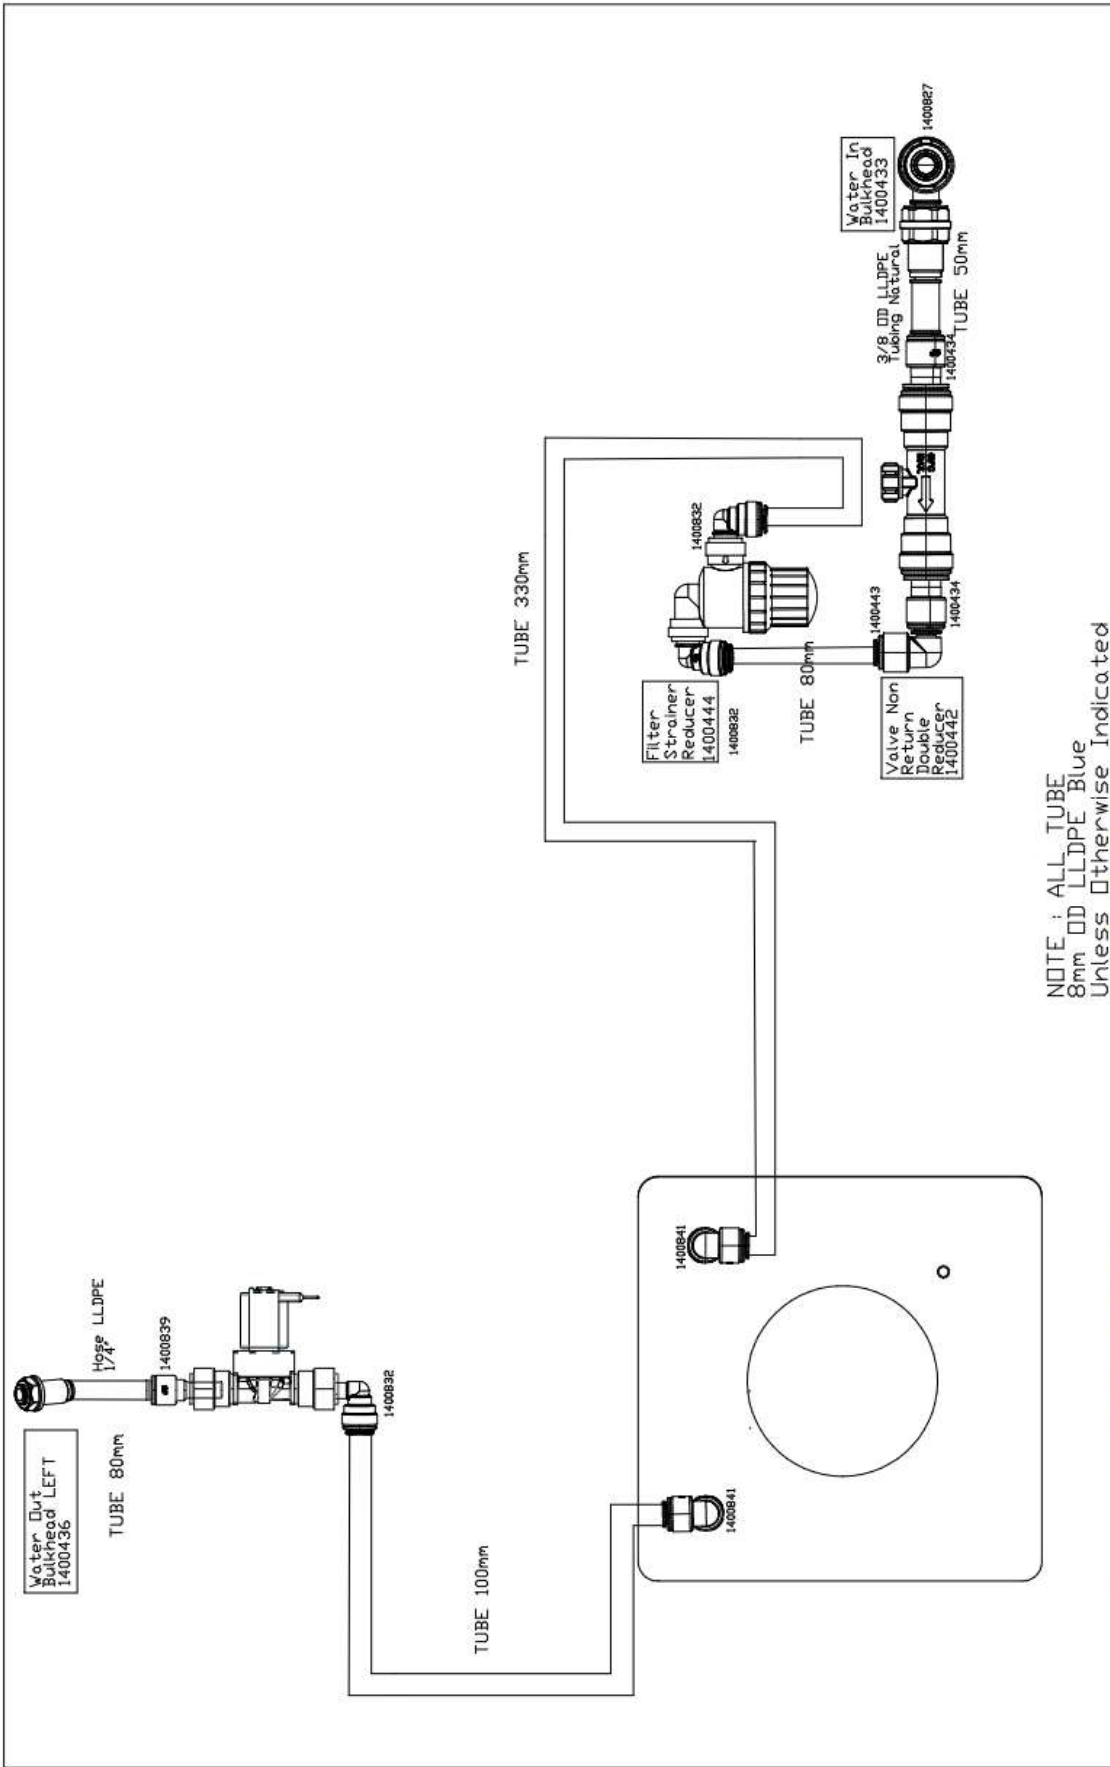 Water Out
Bulkhead LEFT
1400436
TUBE 80mm
Hose LLDPE
1/4"
1400839
1400832
TUBE 100mm
1400841
1400841
TUBE 330mm
Filter
Strainer
Reducer
1400444
1400832
1400832
TUBE 80mm
1400443
Valve Non
Return
Double
Reducer
1400442
1400434
1400434
3/8 OD LLDPE
Tubing Natural
TUBE 50mm
Water In
Bulkhead
1400433
1400827
NOTE : ALL TUBE
8mm OD LLDPE Blue
Unless Otherwise Indicated